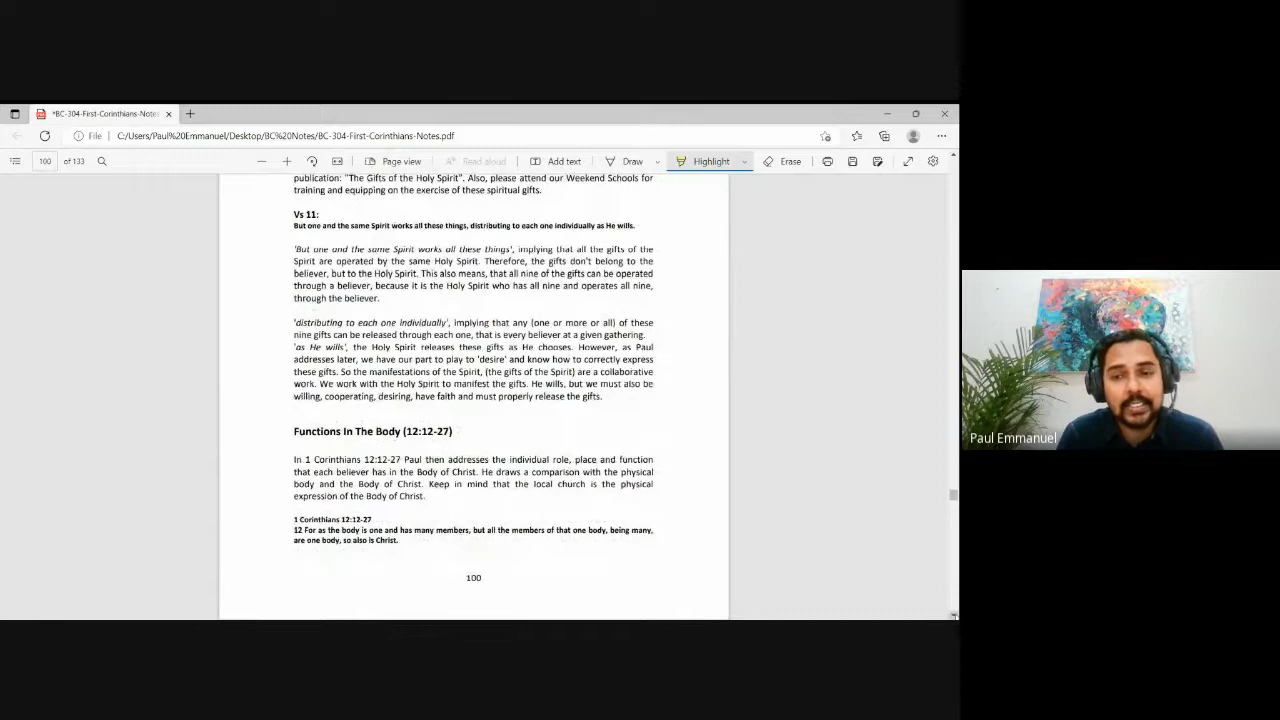 *BC-304-First-Corinthians-Notes
File
C:/Users/Paul%20Emmanuel/Desktop/BC%20Notes/BC-304-First-Corinthians-Notes.pdf
100 of 133
Page view
Read aloud
Add text
Draw
Highlight
Erase
publication: "The Gifts of the Holy Spirit". Also, please attend our Weekend Schools for
training and equipping on the exercise of these spiritual gifts.
Vs 11:
But one and the same Spirit works all these things, distributing to each one individually as He wills.
'But one and the same Spirit works all these things', implying that all the gifts of the
Spirit are operated by the same Holy Spirit. Therefore, the gifts don't belong to the
believer, but to the Holy Spirit. This also means, that all nine of the gifts can be operated
through a believer, because it is the Holy Spirit who has all nine and operates all nine,
through the believer.
'distributing to each one individually', implying that any (one or more or all) of these
nine gifts can be released through each one, that is every believer at a given gathering.
'as He wills', the Holy Spirit releases these gifts as He chooses. However, as Paul
addresses later, we have our part to play to 'desire' and know how to correctly express
these gifts. So the manifestations of the Spirit, (the gifts of the Spirit) are a collaborative
work. We work with the Holy Spirit to manifest the gifts. He wills, but we must also be
willing, cooperating, desiring, have faith and must properly release the gifts.
Functions In The Body (12:12-27)
In 1 Corinthians 12:12-27 Paul then addresses the individual role, place and function
that each believer has in the Body of Christ. He draws a comparison with the physical
body and the Body of Christ. Keep in mind that the local church is the physical
expression of the Body of Christ.
1 Corinthians 12:12-27
12 For as the body is one and has many members, but all the members of that one body, being many,
are one body, so also is Christ.
100
Paul Emmanuel